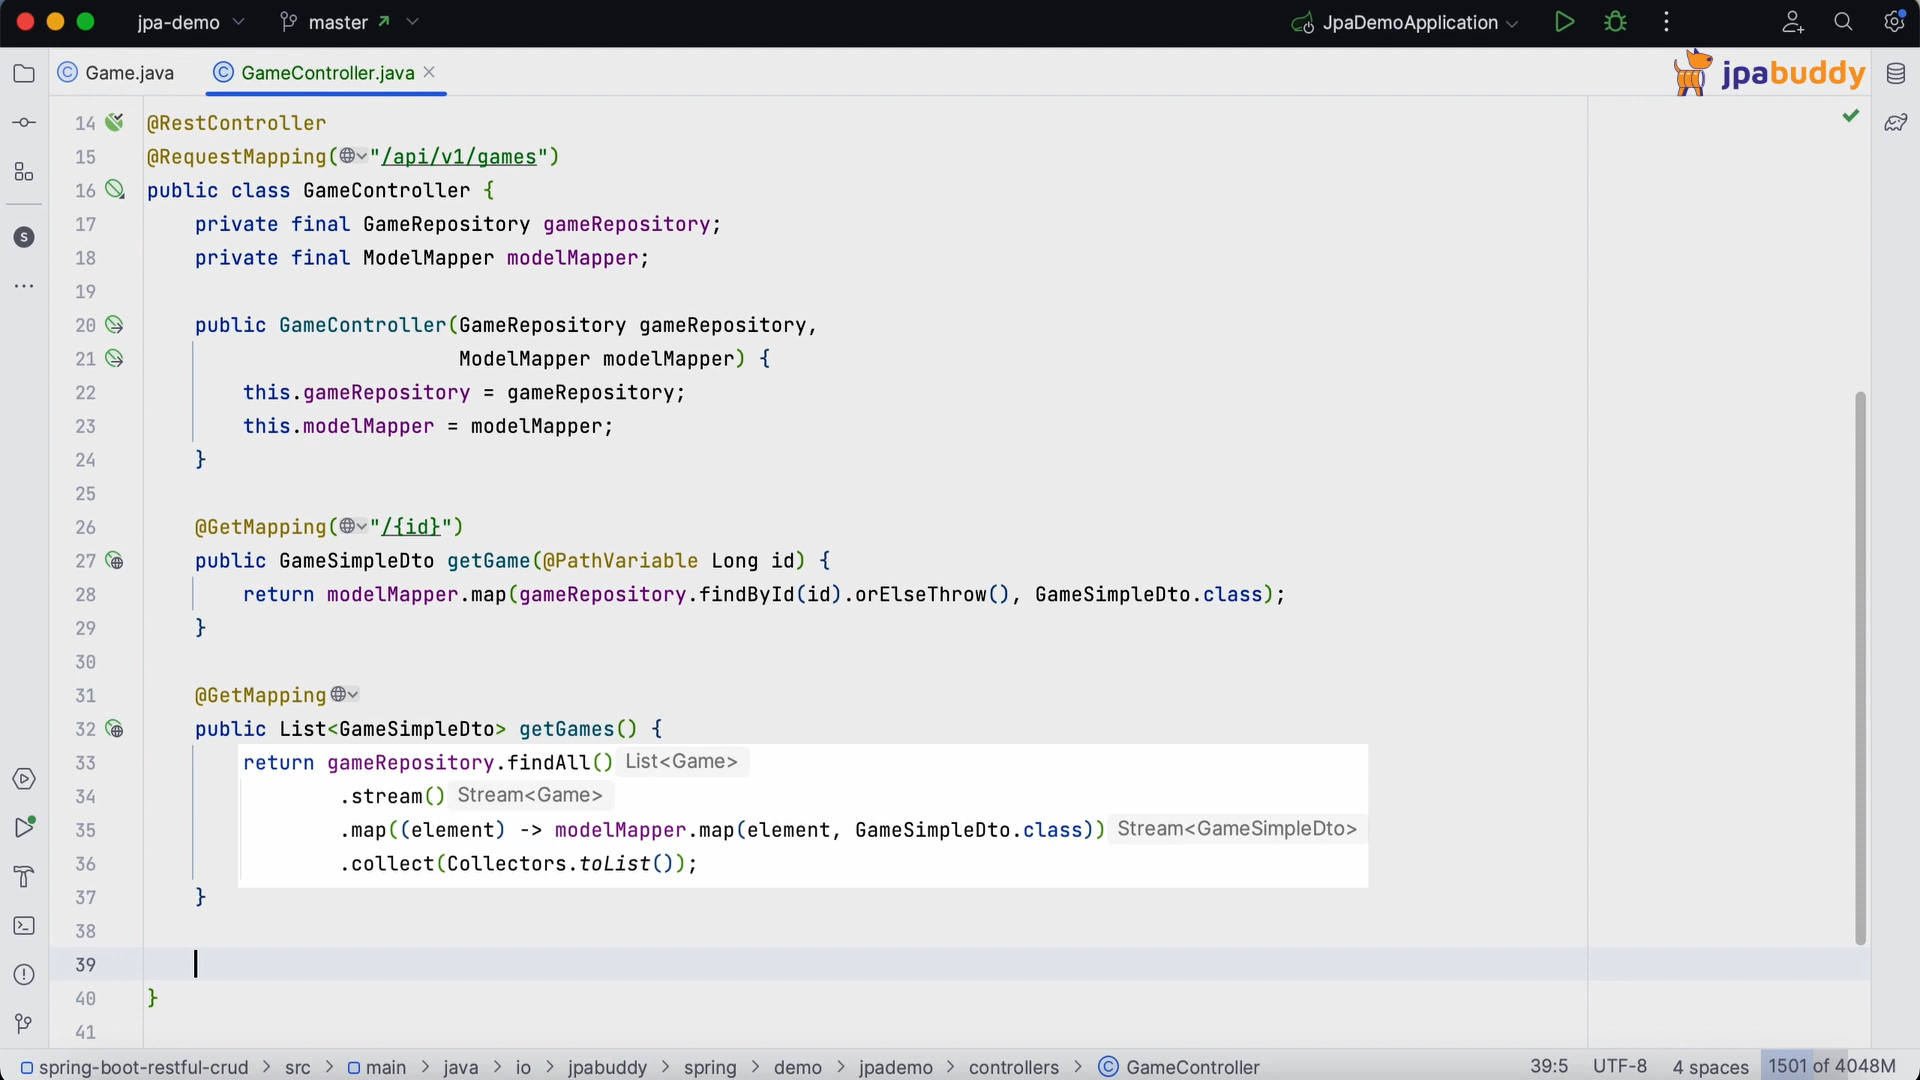 jpa-demo master JpaDemoApplication
Game.java GameController.java
jpabuddy
14 @RestController
15 @RequestMapping("/api/v1/games")
16 public class GameController {
17 private final GameRepository gameRepository;
18 private final ModelMapper modelMapper;
19
20 public GameController(GameRepository gameRepository,
21 ModelMapper modelMapper) {
22 this.gameRepository = gameRepository;
23 this.modelMapper = modelMapper;
24 }
25
26 @GetMapping("/{id}")
27 public GameSimpleDto getGame(@PathVariable Long id) {
28 return modelMapper.map(gameRepository.findById(id).orElseThrow(), GameSimpleDto.class);
29 }
30
31 @GetMapping
32 public List<GameSimpleDto> getGames() {
33 return gameRepository.findAll() List<Game>
34 .stream() Stream<Game>
35 .map((element) -> modelMapper.map(element, GameSimpleDto.class)) Stream<GameSimpleDto>
36 .collect(Collectors.toList());
37 }
38
39
40 }
41
spring-boot-restful-crud > src > main > java > io > jpabuddy > spring > demo > jpademo > controllers > GameController 39:5 UTF-8 4 spaces 1501 of 4048M